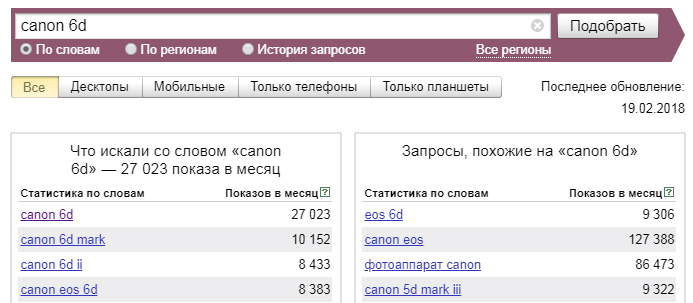 canon 6d
Подобрать
По словам
По регионам
История запросов
Все регионы
Все
Десктопы
Мобильные
Только телефоны
Только планшеты
Последнее обновление:
19.02.2018
Что искали со словом «canon
6d» — 27 023 показа в месяц
Статистика по словам
Показов в месяц ?
canon 6d 27 023
canon 6d mark 10 152
canon 6d ii 8 433
canon eos 6d 8 383
Запросы, похожие на «canon 6d»
Статистика по словам
Показов в месяц ?
eos 6d 9 306
canon eos 127 388
фотоаппарат canon 86 473
canon 5d mark iii 9 322